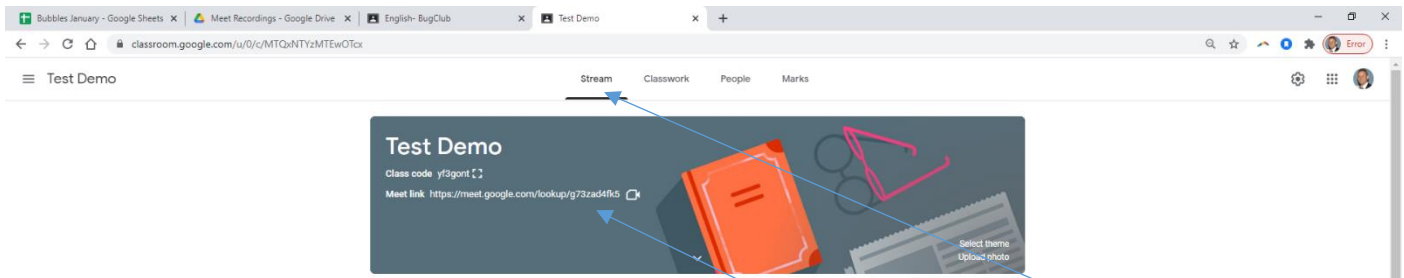 Bubbles January - Google Sheets
Meet Recordings - Google Drive
English- BugClub
Test Demo
classroom.google.com/u/0/c/MTQxNTYzMTEwOTcx
Error
Test Demo
Stream
Classwork
People
Marks
Test Demo
Class code yf3gont
Meet link https://meet.google.com/lookup/g73zad4fk5
Select theme
Upload photo